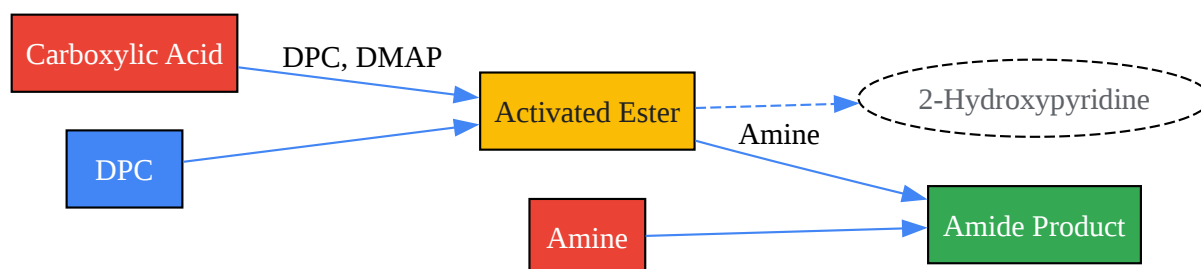 Carboxylic Acid
DPC, DMAP
Activated Ester
2-Hydroxypyridine
DPC
Amine
Amine
Amide Product